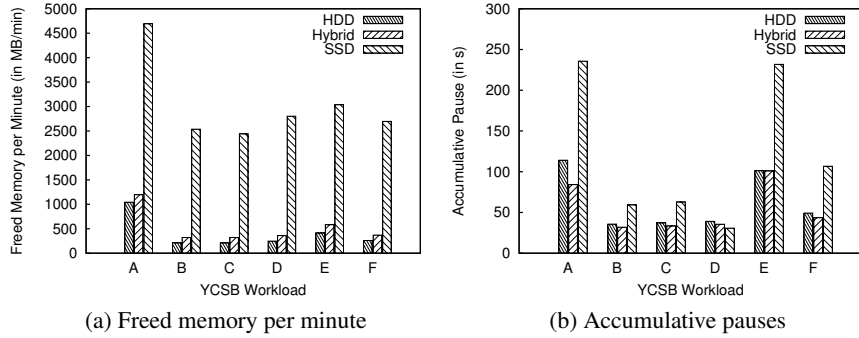 Freed Memory per Minute (in MB/min)
5000
4500
4000
3500
3000
2500
2000
1500
1000
500
0
HDD
Hybrid
SSD
A B C D E F
YCSB Workload
(a) Freed memory per minute
Accumulative Pause (in s)
300
250
200
150
100
50
0
HDD
Hybrid
SSD
A B C D E F
YCSB Workload
(b) Accumulative pauses